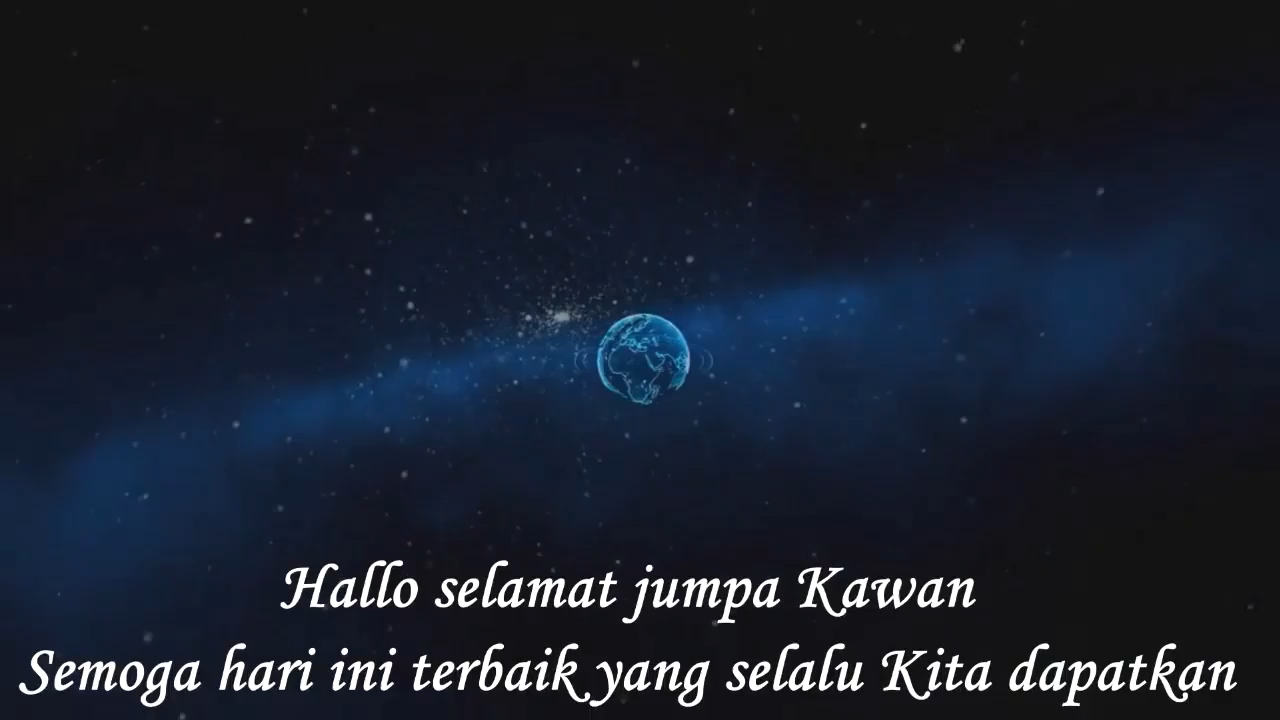 Hallo selamat jumpa Kawan
Semoga hari ini terbaik yang selalu Kita dapatkan